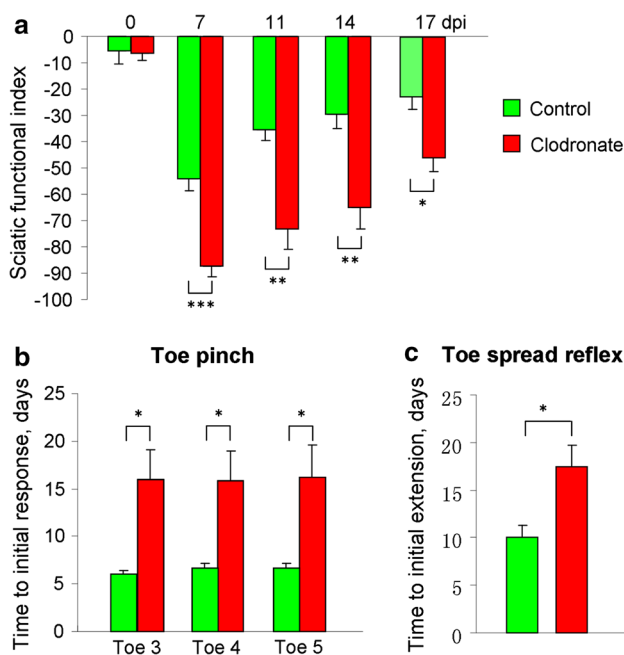 a
0 7 11 14 17 dpi
0
-10
-20
-30
-40
-50
-60
-70
-80
-90
-100
Sciatic functional index
Control
Clodronate
***
**
**
*
b
Toe pinch
Time to initial response, days
25
20
15
10
5
0
* * *
Toe 3 Toe 4 Toe 5
c
Toe spread reflex
Time to initial extension, days
25
20
15
10
5
0
*